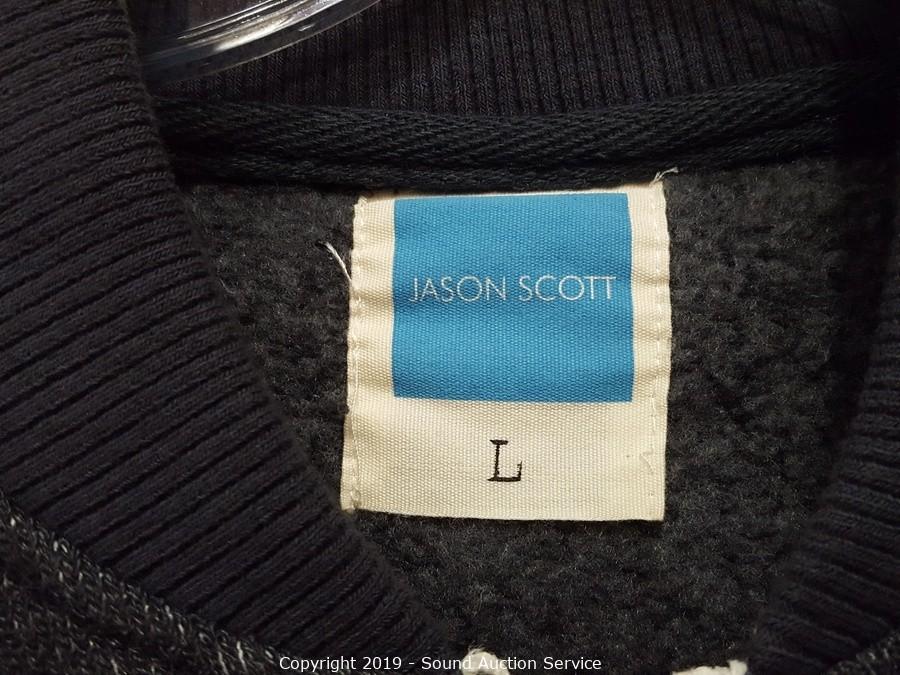 JASON SCOTT
L
Copyright 2019 - Sound Auction Service